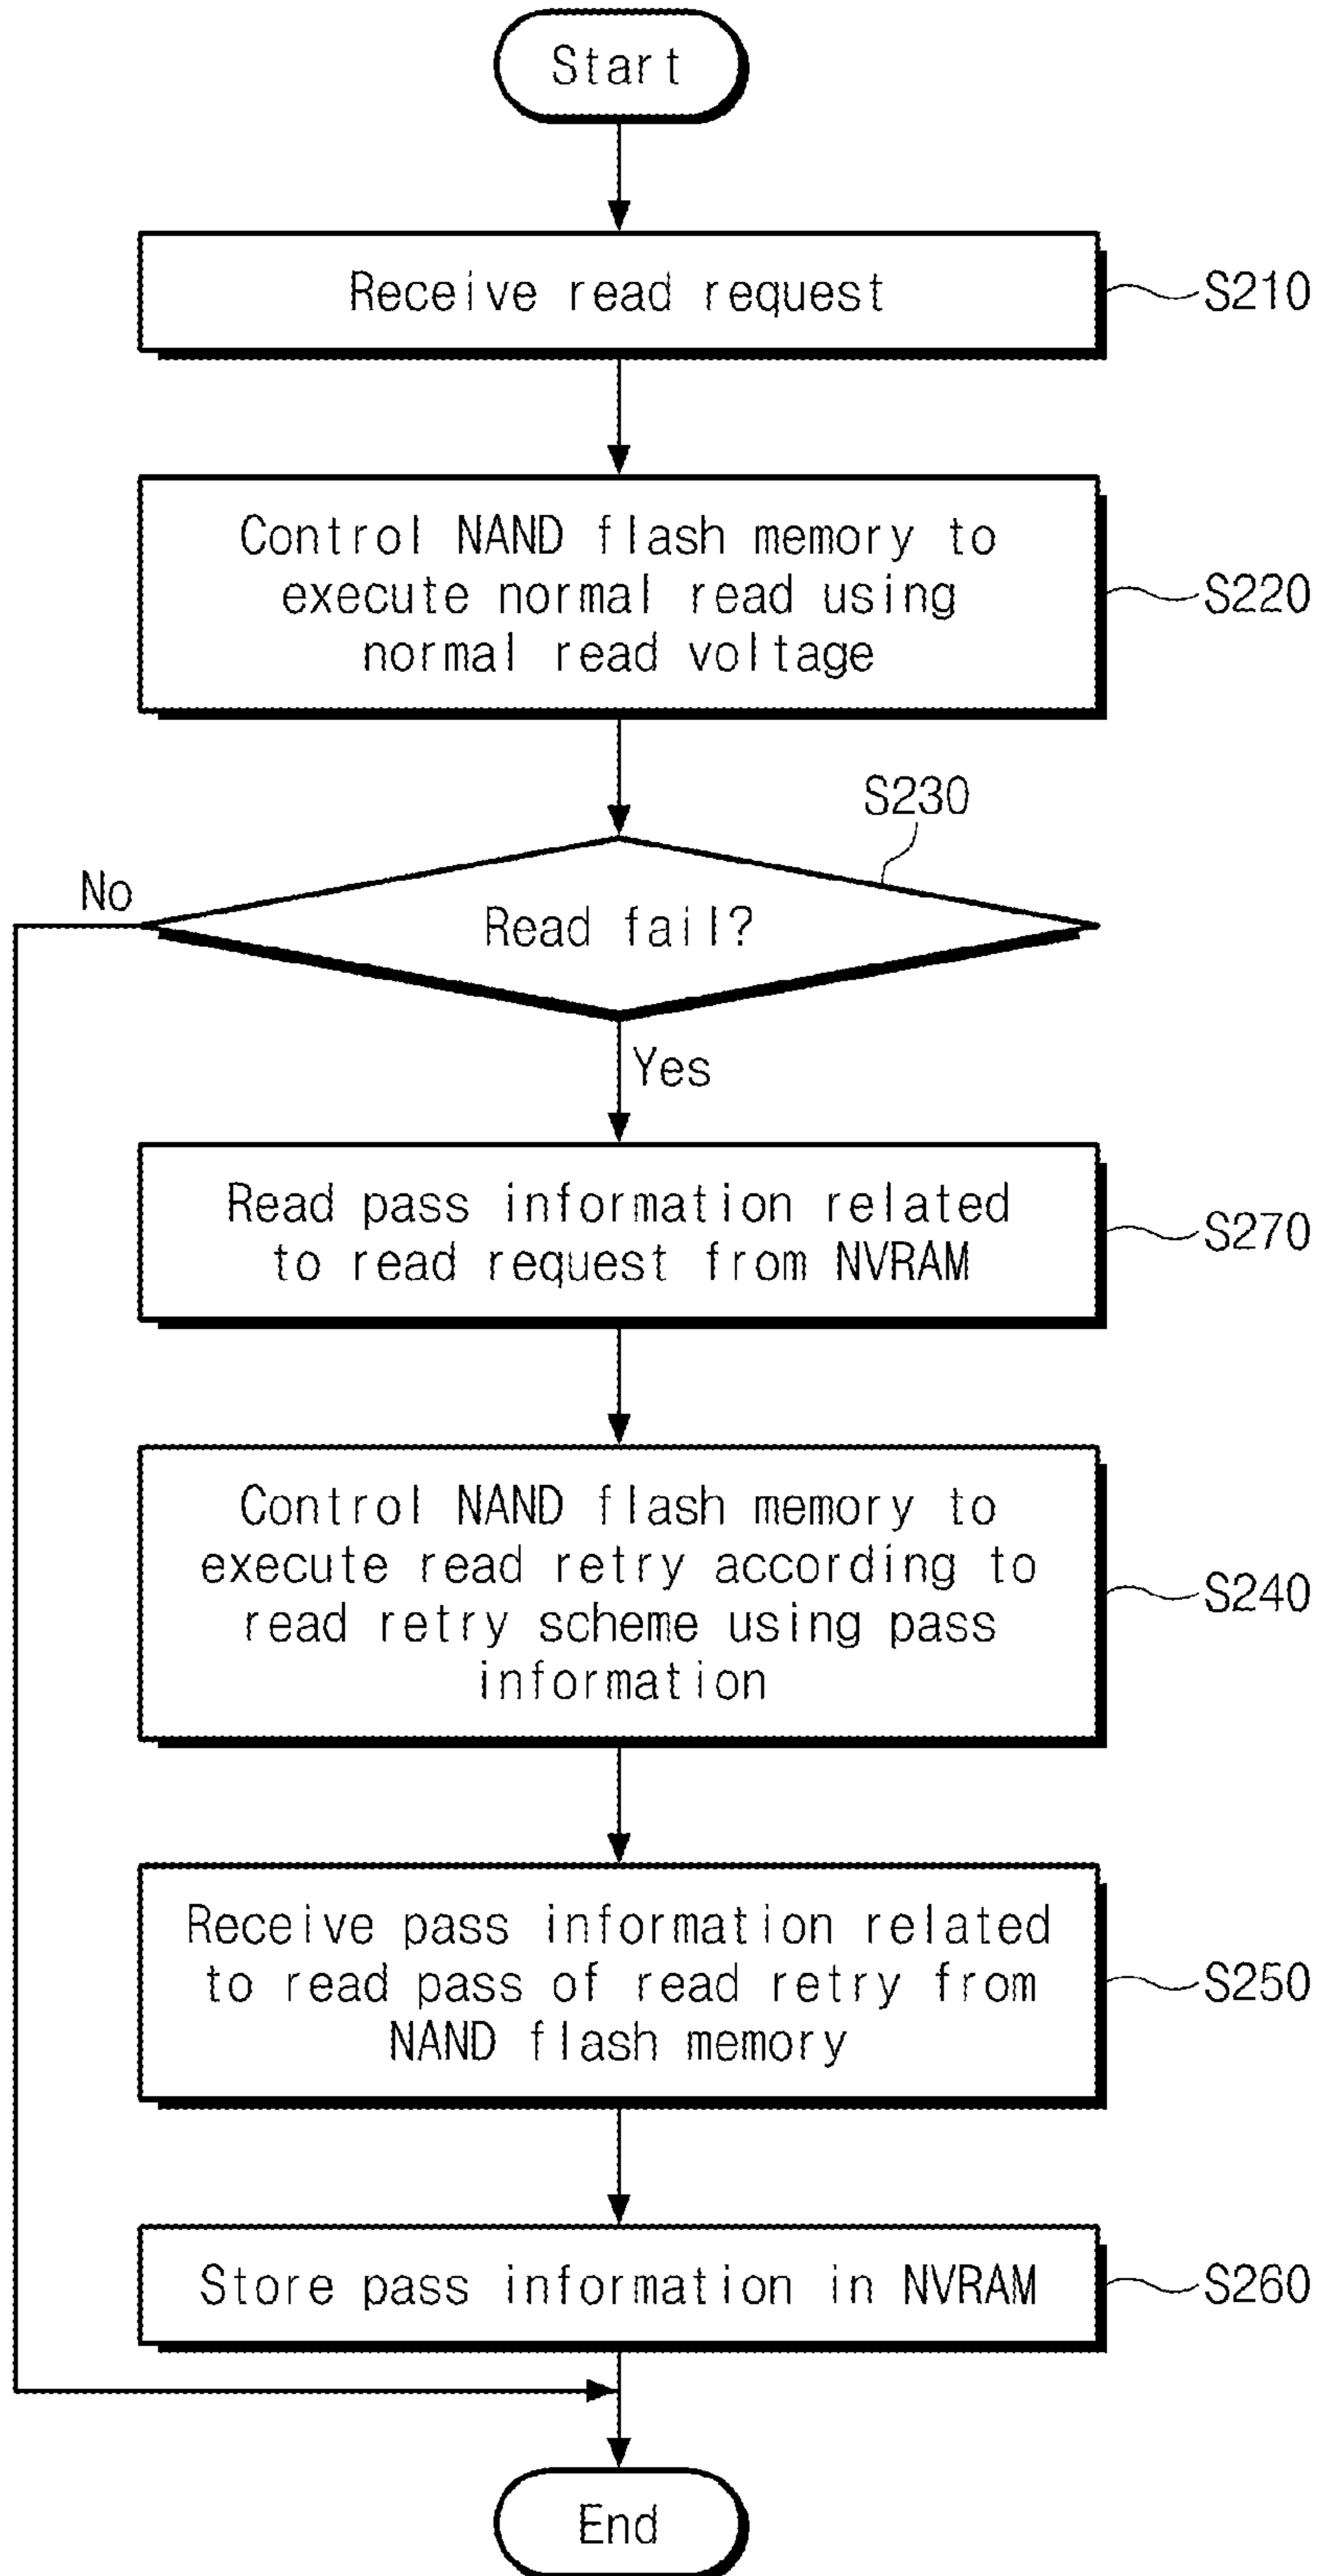 Start
Receive read request
S210
Control NAND flash memory to
execute normal read using
normal read voltage
S220
S230
No
Read fail?
Yes
Read pass information related
to read request from NVRAM
S270
Control NAND flash memory to
execute read retry according to
read retry scheme using pass
information
S240
Receive pass information related
to read pass of read retry from
NAND flash memory
S250
Store pass information in NVRAM
S260
End